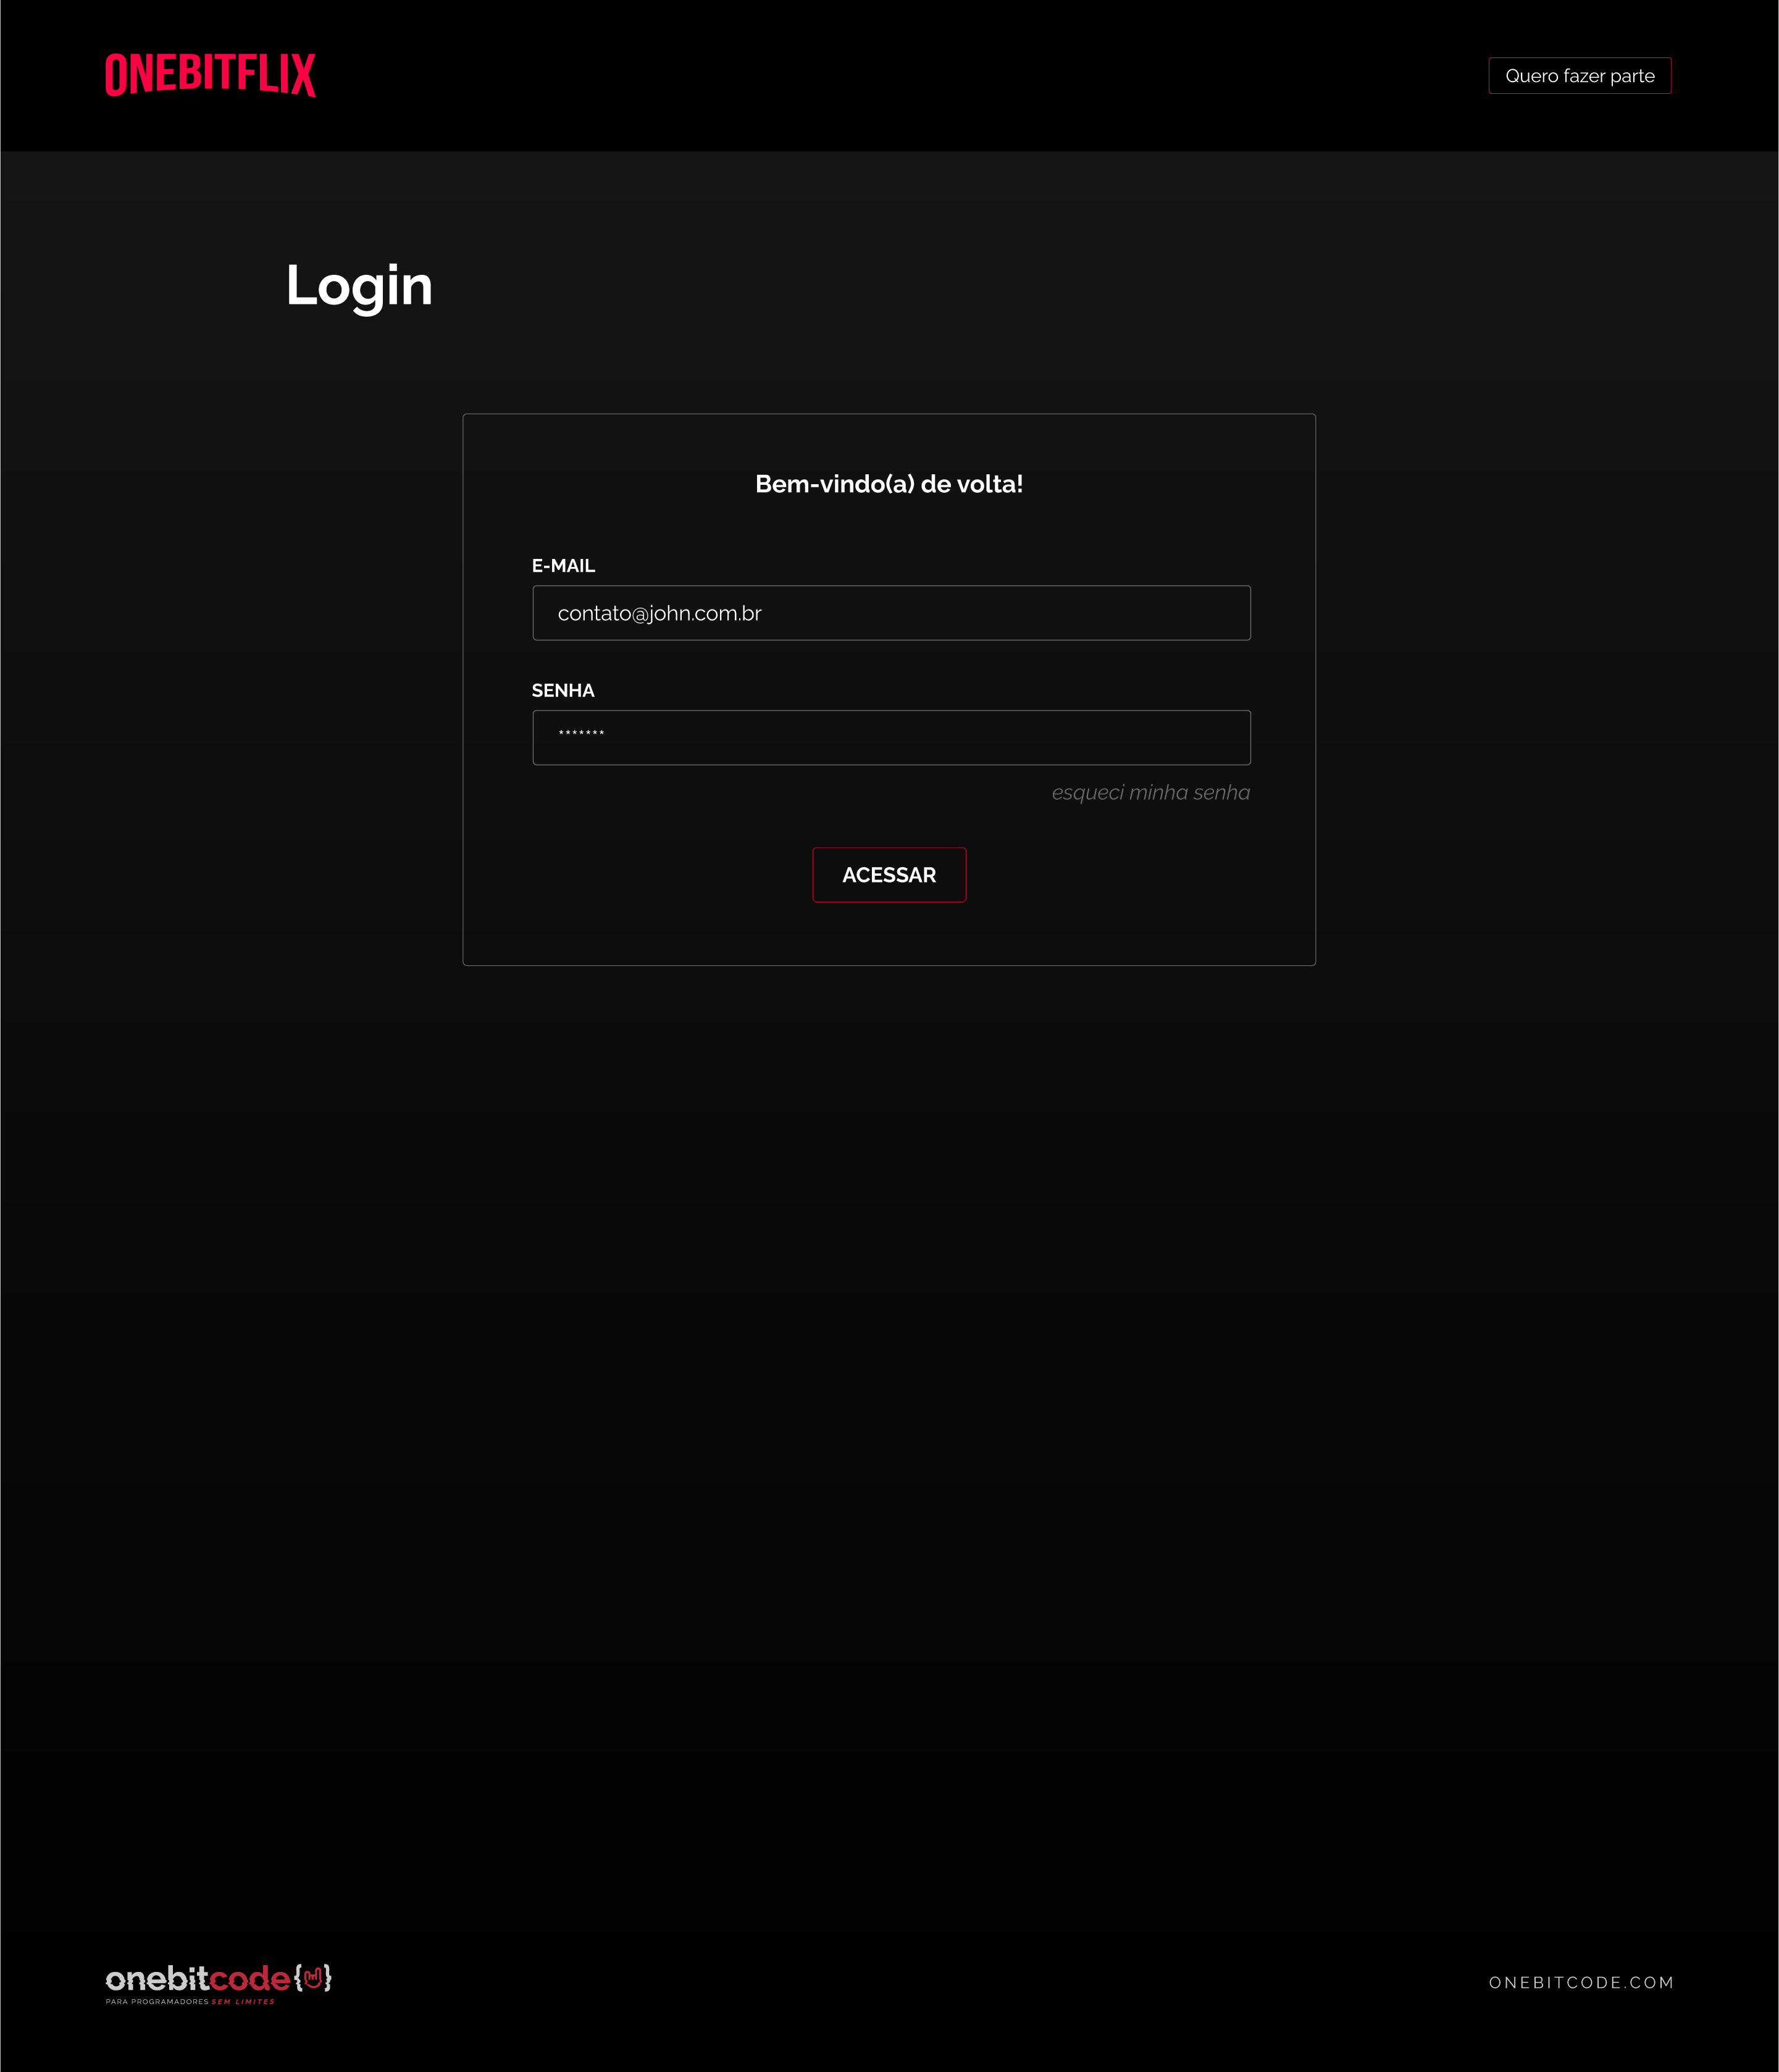 ONEBITFLIX
Quero fazer parte
Login
Bem-vindo(a) de volta!
E-MAIL
contato@john.com.br
SENHA
*******
esqueci minha senha
ACESSAR
onebitcode{}
PARA PROGRAMADORES SEM LIMITES
ONEBITCODE.COM